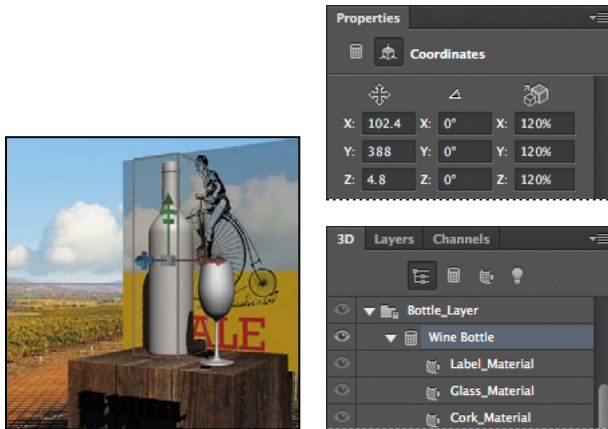 Properties
Coordinates
X: 102.4 X: 0° X: 120%
Y: 388 Y: 0° Y: 120%
Z: 4.8 Z: 0° Z: 120%
ALE
3D Layers Channels
Bottle_Layer
Wine Bottle
Label_Material
Glass_Material
Cork_Material